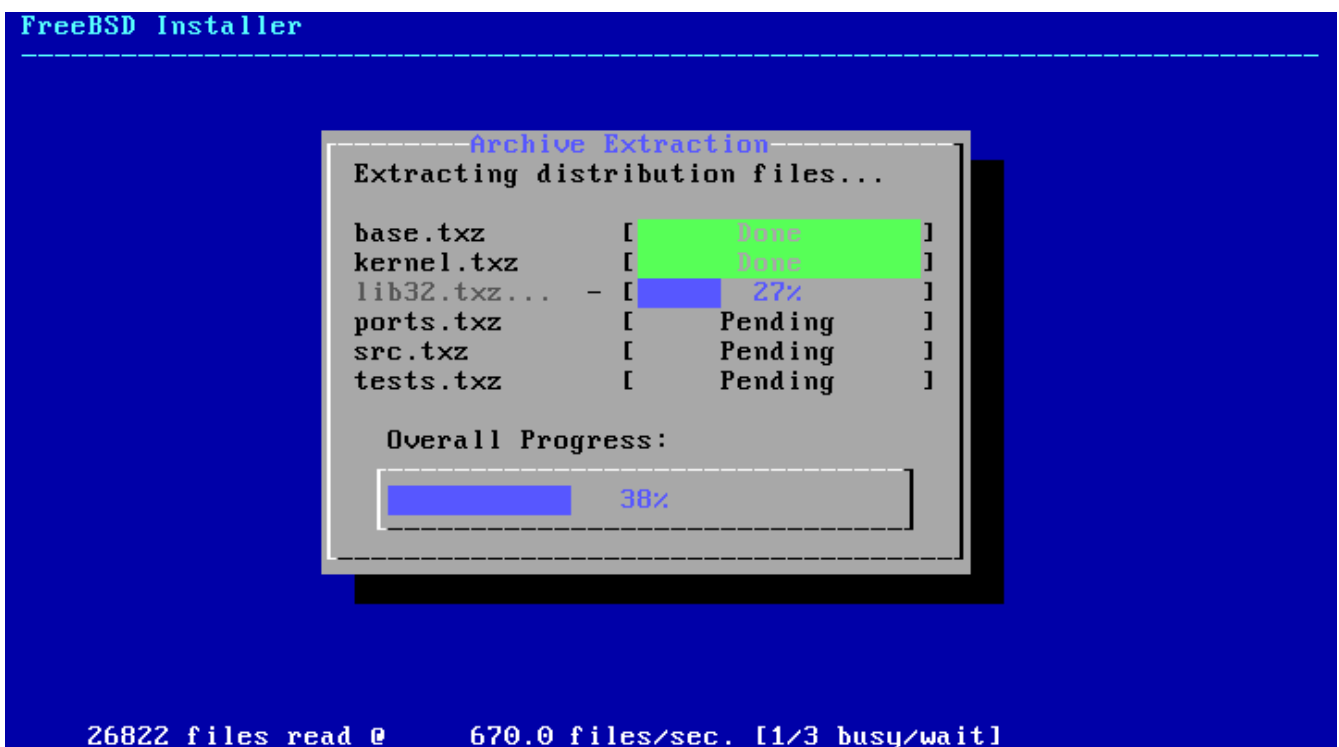 FreeBSD Installer
Archive Extraction
Extracting distribution files...
base.txz [ Done ]
kernel.txz [ Done ]
lib32.txz... - [ 27% ]
ports.txz [ Pending ]
src.txz [ Pending ]
tests.txz [ Pending ]
Overall Progress:
38%
26822 files read @ 670.0 files/sec. [1/3 busy/wait]